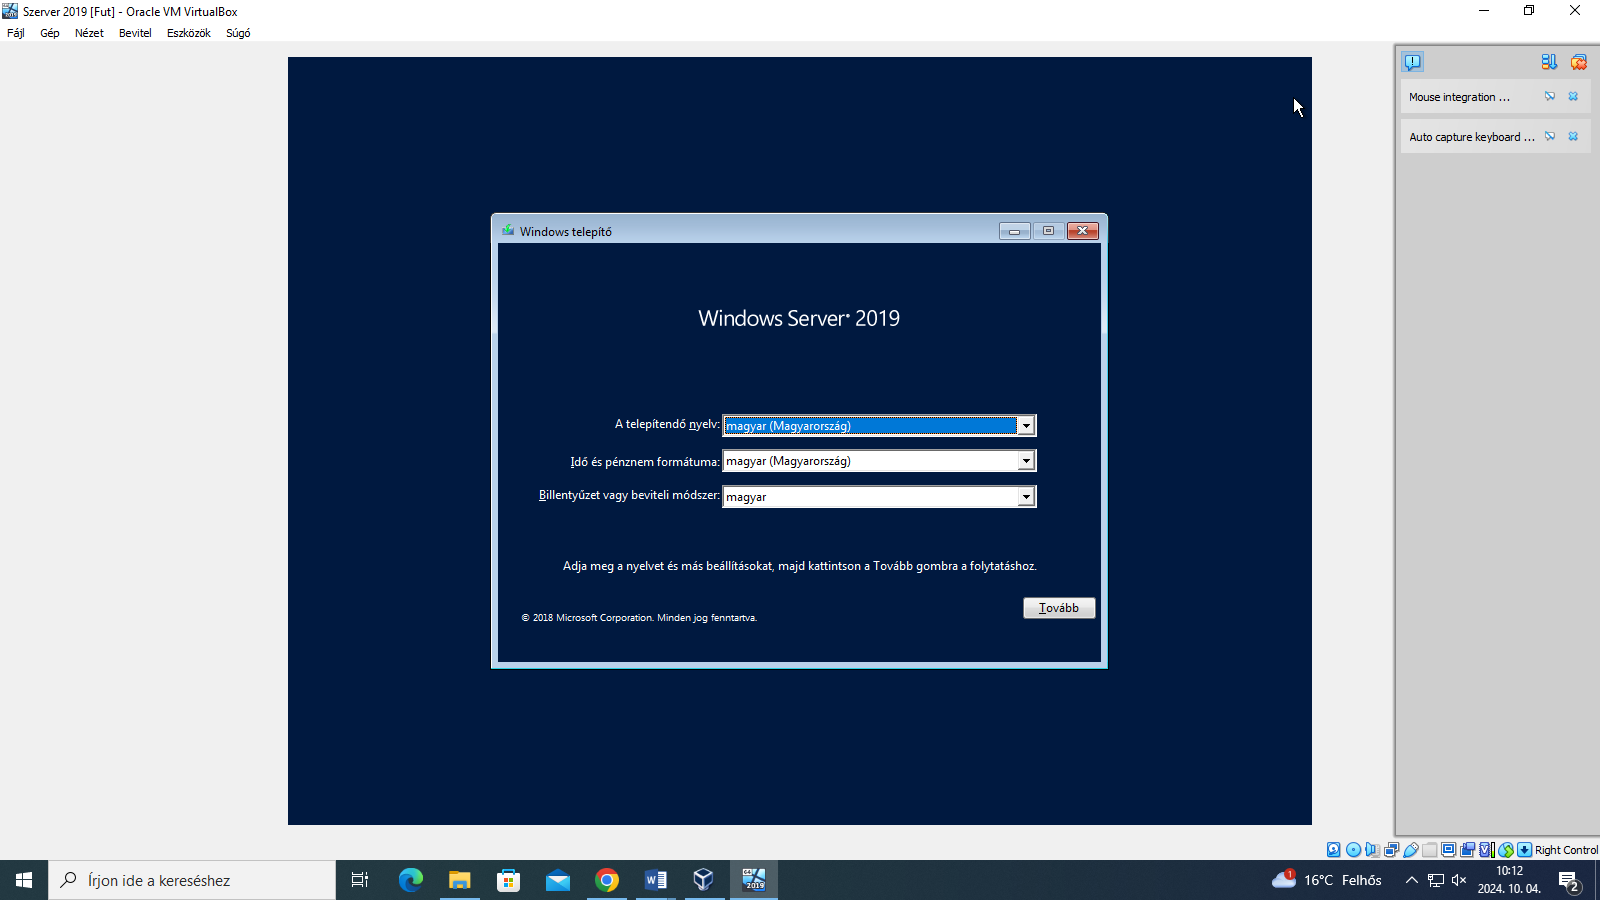 Szerver 2019 [Fut] - Oracle VM VirtualBox
Fájl Gép Nézet Bevitel Eszközök Súgó
Mouse integration ...
Auto capture keyboard ...
Windows telepítő
Windows Server® 2019
A telepítendő nyelv: magyar (Magyarország)
Idő és pénznem formátuma: magyar (Magyarország)
Billentyűzet vagy beviteli módszer: magyar
Adja meg a nyelvet és más beállításokat, majd kattintson a Tovább gombra a folytatáshoz.
Tovább
© 2018 Microsoft Corporation. Minden jog fenntartva.
Right Control
Írjon ide a kereséshez
2019
1
16°C Felhős
10:12
2024. 10. 04.
2